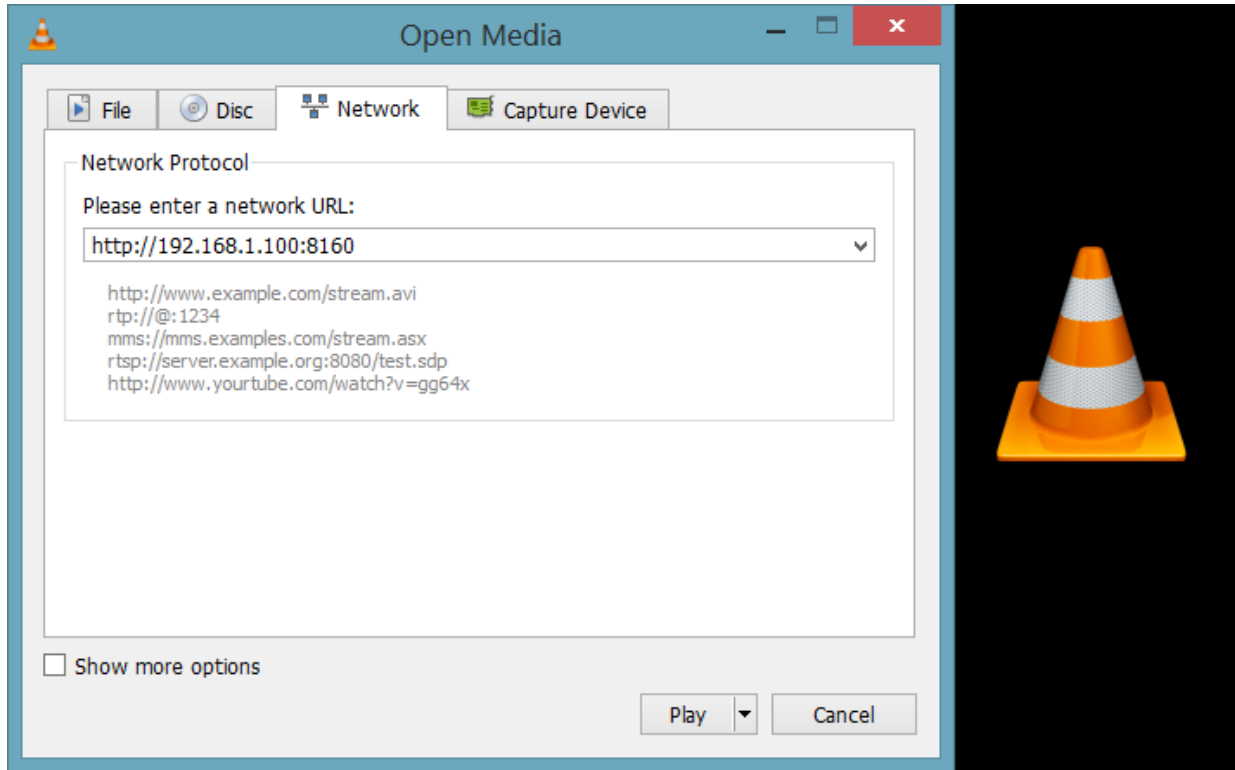 Open Media
File Disc Network Capture Device
Network Protocol
Please enter a network URL:
http://192.168.1.100:8160
http://www.example.com/stream.avi
rtp://@:1234
mms://mms.examples.com/stream.asx
rtsp://server.example.org:8080/test.sdp
http://www.yourtube.com/watch?v=gg64x
Show more options
Play Cancel